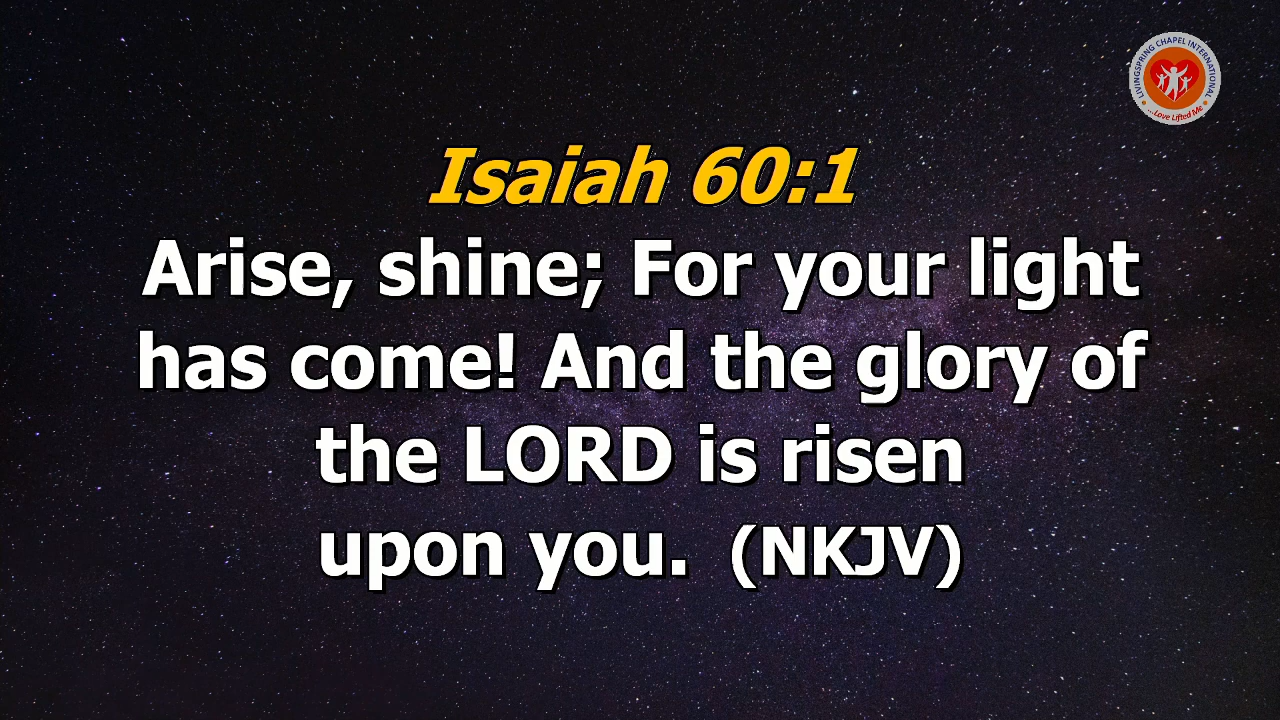 LIVINGSPRING CHAPEL INTERNATIONAL
...Love Lifted Me
Isaiah 60:1
Arise, shine; For your light
has come! And the glory of
the LORD is risen
upon you.  (NKJV)